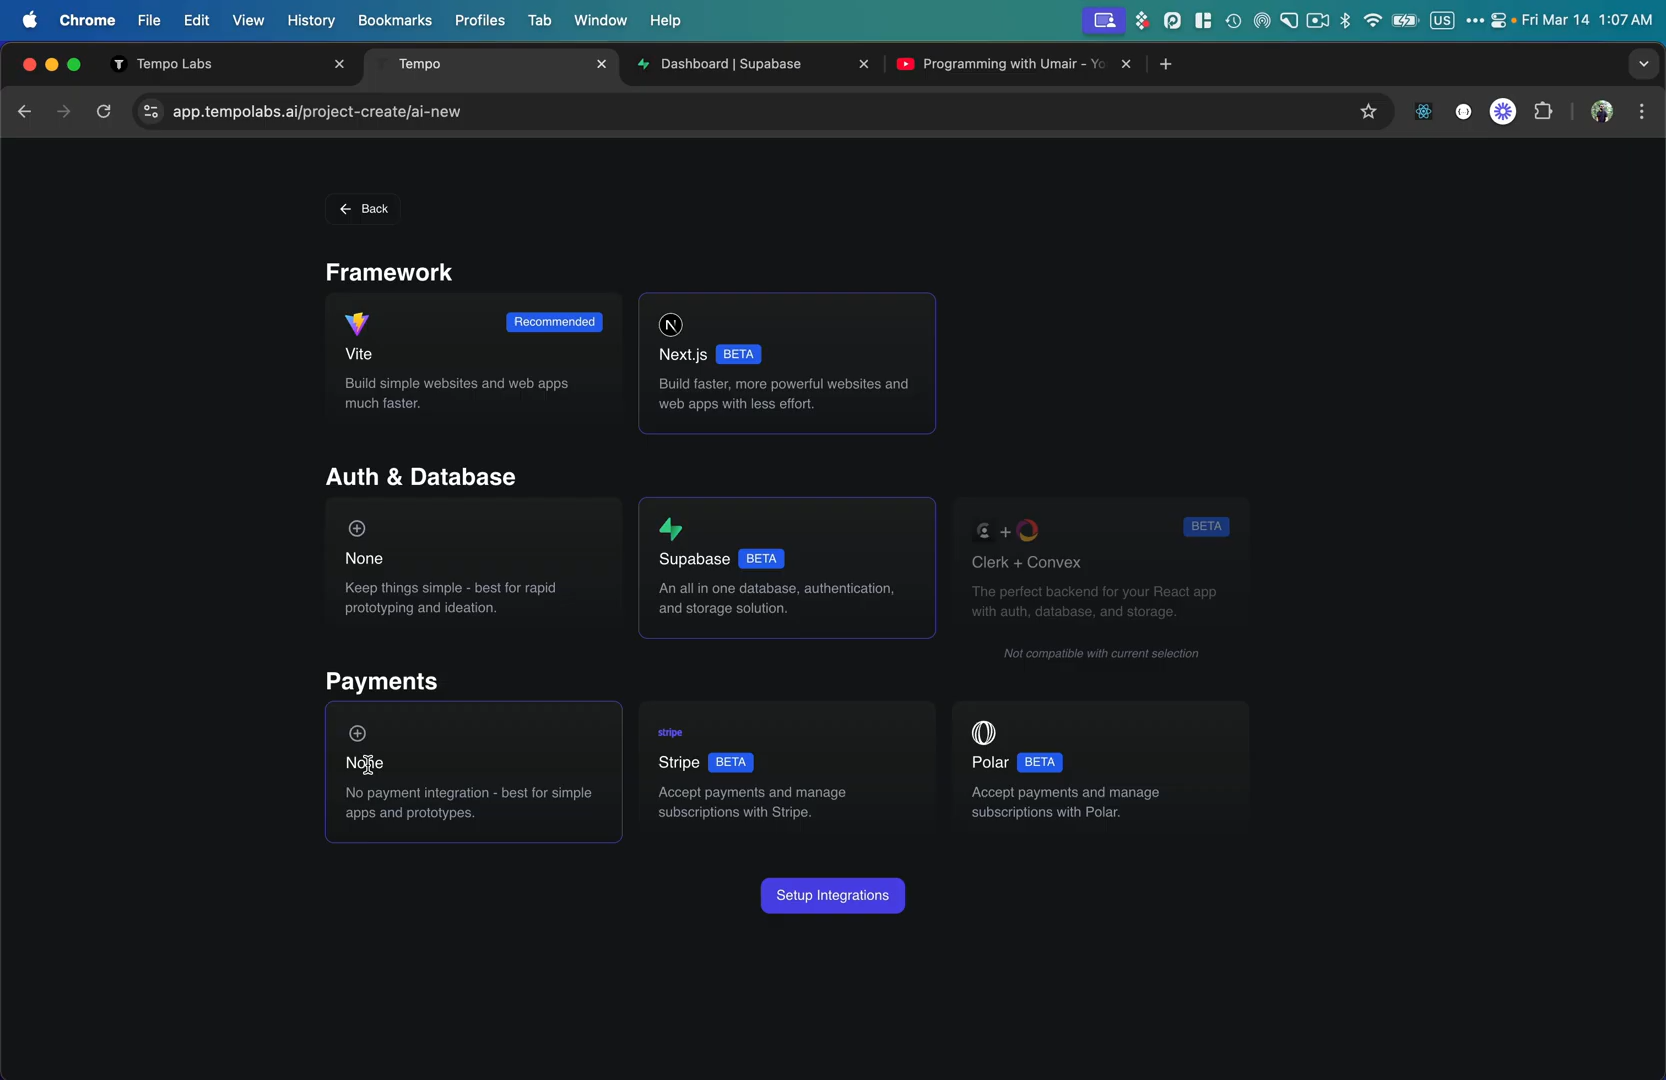 Chrome File Edit View History Bookmarks Profiles Tab Window Help US Fri Mar 14 1:07 AM
Tempo Labs Tempo Dashboard | Supabase Programming with Umair - Yo
app.tempolabs.ai/project-create/ai-new
Back
Framework
Recommended
Vite
Build simple websites and web apps
much faster.
N
Next.js BETA
Build faster, more powerful websites and
web apps with less effort.
Auth & Database
None
Keep things simple - best for rapid
prototyping and ideation.
Supabase BETA
An all in one database, authentication,
and storage solution.
BETA
Clerk + Convex
The perfect backend for your React app
with auth, database, and storage.
Not compatible with current selection
Payments
None
No payment integration - best for simple
apps and prototypes.
stripe
Stripe BETA
Accept payments and manage
subscriptions with Stripe.
Polar BETA
Accept payments and manage
subscriptions with Polar.
Setup Integrations